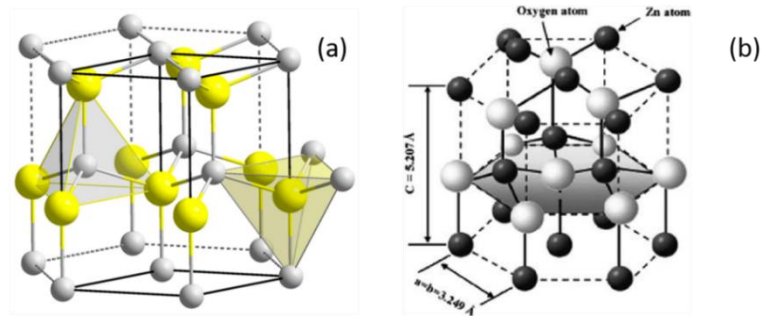 (a)
Oxygen atom
Zn atom
(b)
C = 5.207 Å
a=b=3.249 Å